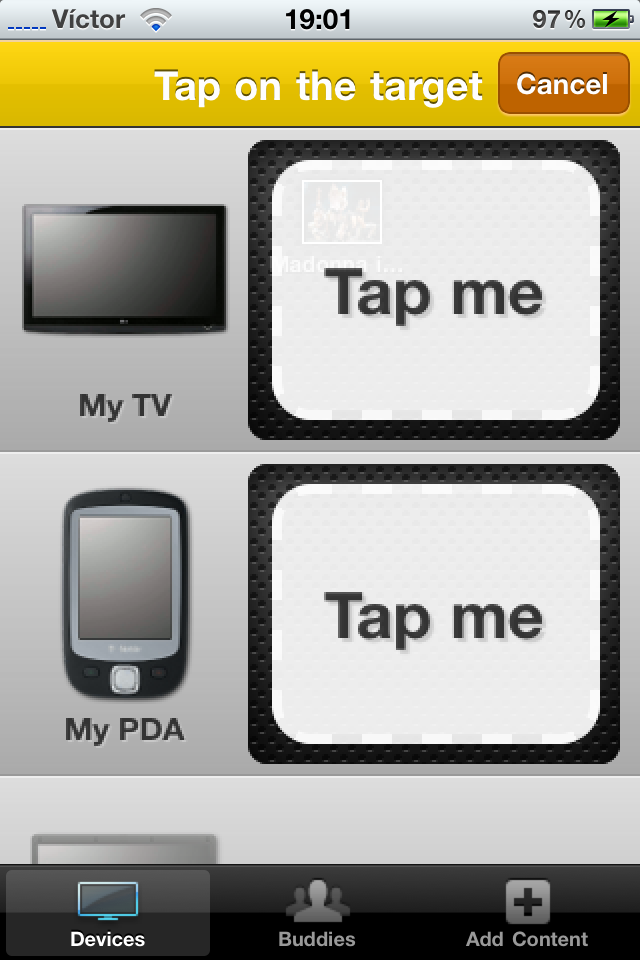 Víctor 19:01 97%
Tap on the target Cancel
Madonna i...
Tap me
My TV
Tap me
My PDA
Devices Buddies Add Content